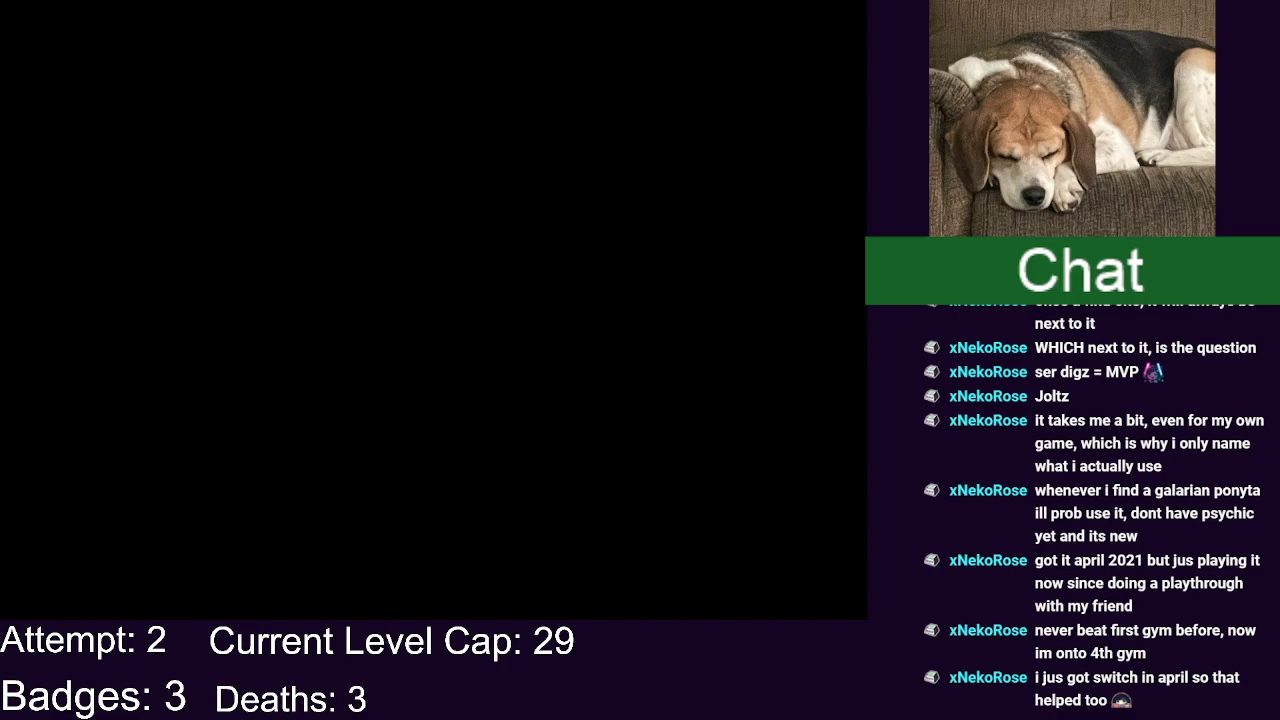 Chat
next to it
xNekoRose WHICH next to it, is the question
xNekoRose ser digz = MVP
xNekoRose Joltz
xNekoRose it takes me a bit, even for my own
game, which is why i only name
what i actually use
xNekoRose whenever i find a galarian ponyta
ill prob use it, dont have psychic
yet and its new
xNekoRose got it april 2021 but jus playing it
now since doing a playthrough
with my friend
xNekoRose never beat first gym before, now
im onto 4th gym
xNekoRose i jus got switch in april so that
helped too
Attempt: 2 Current Level Cap: 29
Badges: 3 Deaths: 3